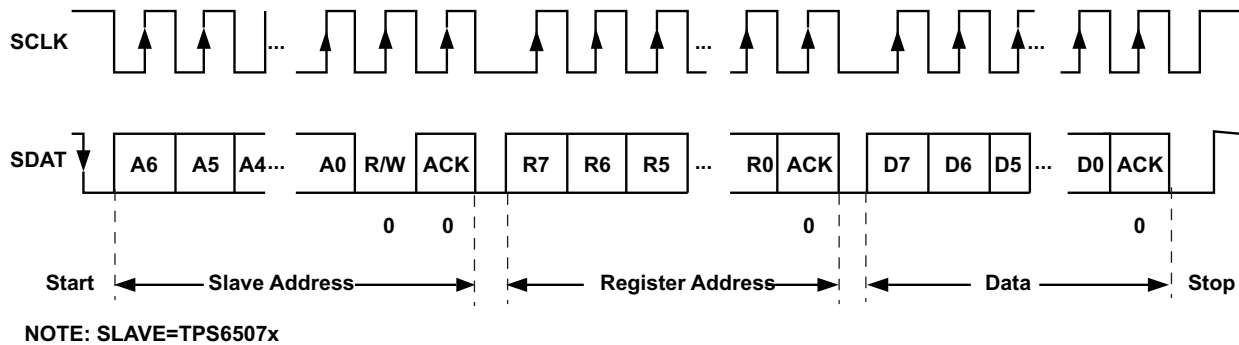 SCLK ... ... ...
SDAT A6 A5 A4... A0 R/W ACK R7 R6 R5 ... R0 ACK D7 D6 D5 ... D0 ACK
0 0 0 0
Start Slave Address Register Address Data Stop
NOTE: SLAVE=TPS6507x